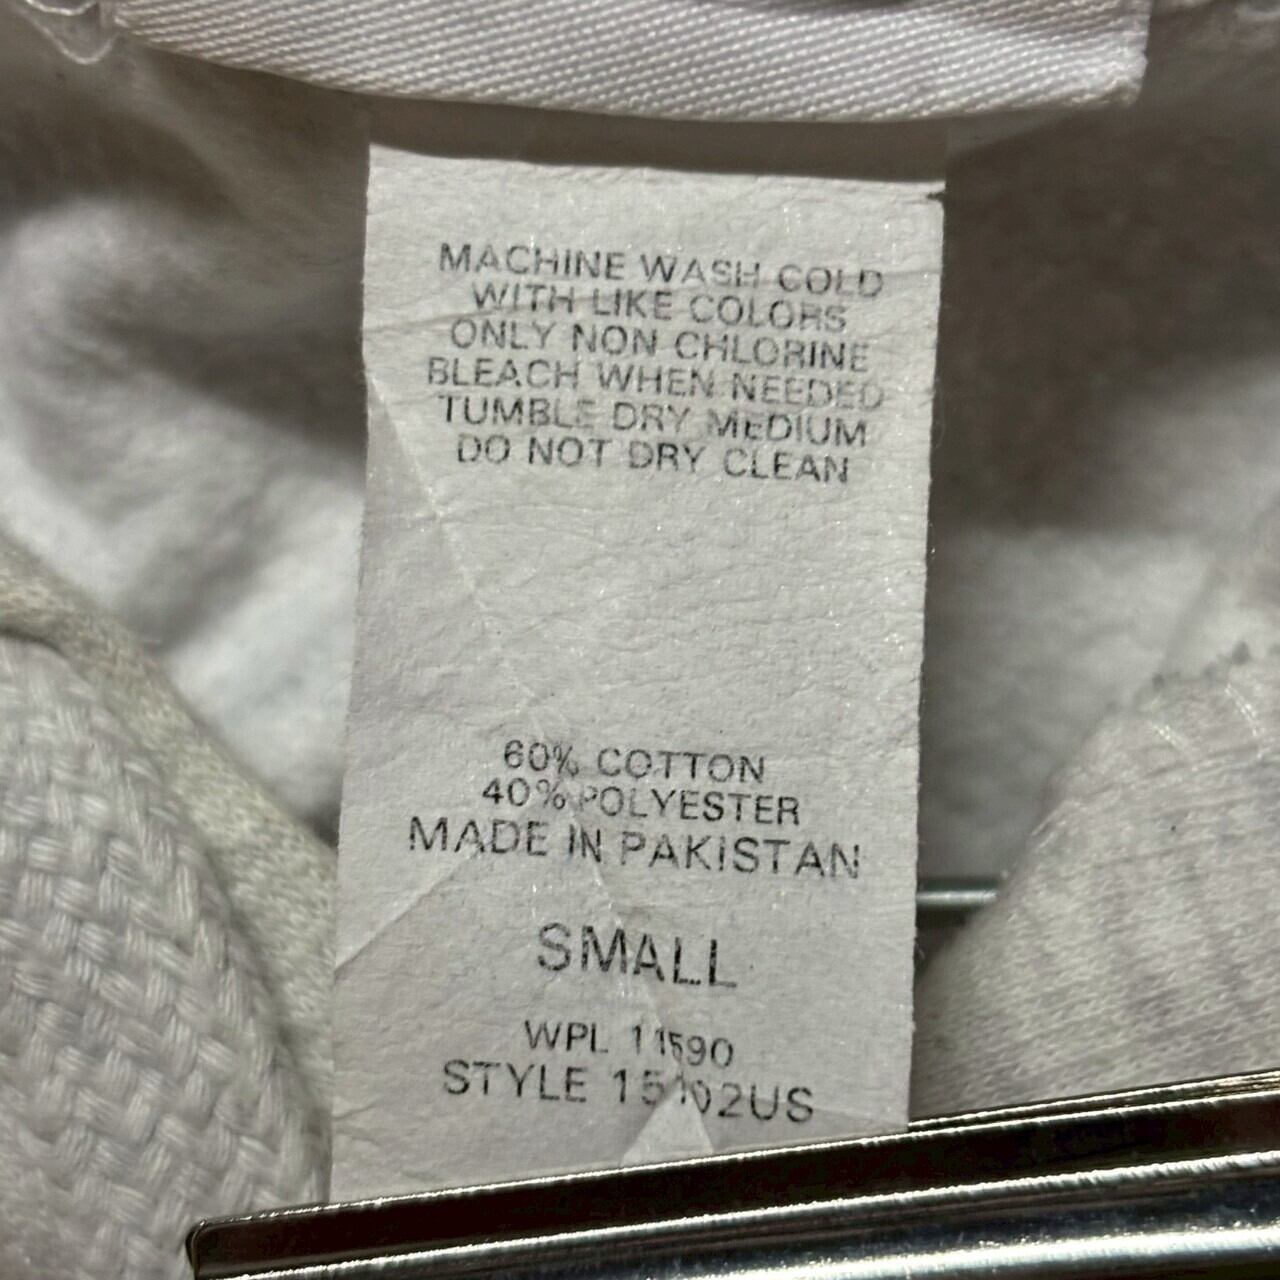 MACHINE WASH COLD
WITH LIKE COLORS
ONLY NON CHLORINE
BLEACH WHEN NEEDED
TUMBLE DRY MEDIUM
DO NOT DRY CLEAN
60% COTTON
40% POLYESTER
MADE IN PAKISTAN
SMALL
WPL 11590
STYLE 15102US